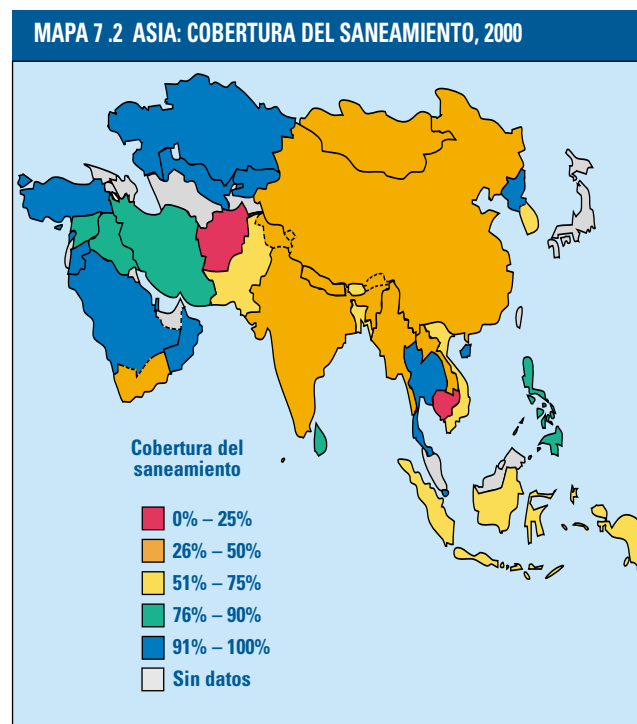 MAPA 7 .2 ASIA: COBERTURA DEL SANEAMIENTO, 2000
Cobertura del
saneamiento
0% – 25%
26% – 50%
51% – 75%
76% – 90%
91% – 100%
Sin datos